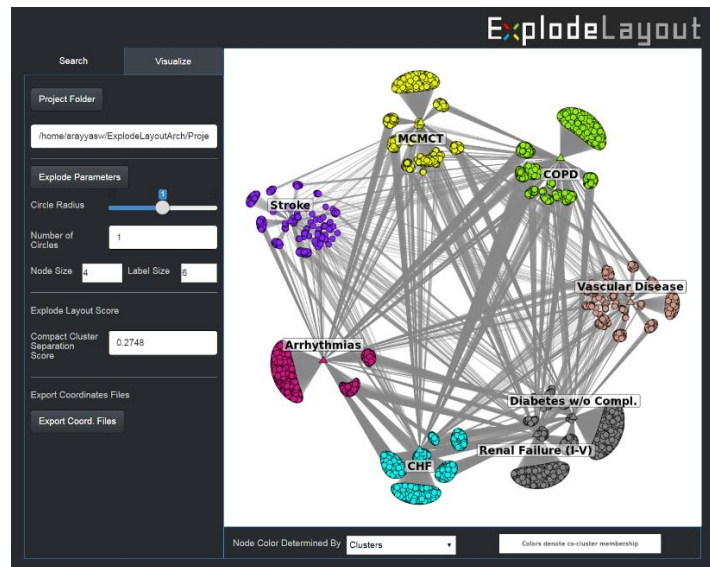 ExplodeLayout
Search
Visualize
Project Folder
/home/arayyasw/ExplodeLayoutArch/Proje
Explode Parameters
Circle Radius
1
Number of
Circles
1
Node Size
4
Label Size
6
Explode Layout Score
Compact Cluster
Separation
Score
0.2748
Export Coordinates Files
Export Coord. Files
MCMCT
COPD
Stroke
Vascular Disease
Arrhythmias
Diabetes w/o Compl.
Renal Failure (I-V)
CHF
Node Color Determined By
Clusters
Colors denote co-cluster membership